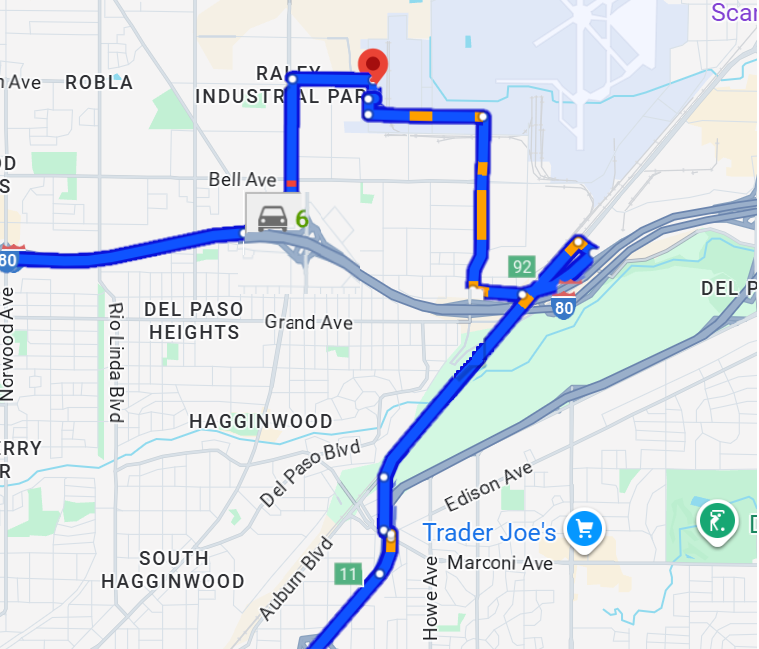 Scar
RALEY
INDUSTRIAL PARK
n Ave
ROBLA
OD
S
Bell Ave
6
80
92
80
DEL P
Norwood Ave
Rio Linda Blvd
DEL PASO
HEIGHTS
Grand Ave
HAGGINWOOD
ERRY
R
Del Paso Blvd
Edison Ave
Trader Joe's
D
SOUTH
HAGGINWOOD
Auburn Blvd
11
Howe Ave
Marconi Ave